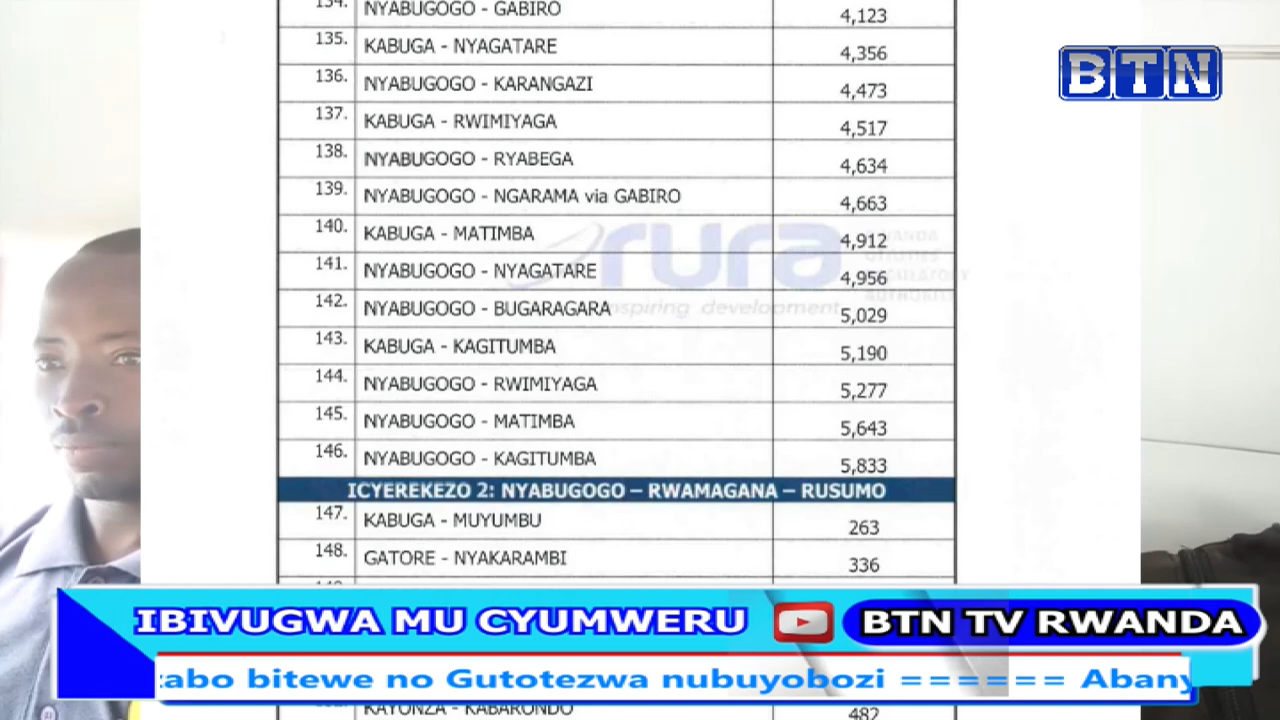 134. NYABUGOGO - GABIRO 4,123
135. KABUGA - NYAGATARE 4,356
136. NYABUGOGO - KARANGAZI 4,473
137. KABUGA - RWIMIYAGA 4,517
138. NYABUGOGO - RYABEGA 4,634
139. NYABUGOGO - NGARAMA via GABIRO 4,663
140. KABUGA - MATIMBA 4,912
141. NYABUGOGO - NYAGATARE 4,956
142. NYABUGOGO - BUGARAGARA 5,029
143. KABUGA - KAGITUMBA 5,190
144. NYABUGOGO - RWIMIYAGA 5,277
145. NYABUGOGO - MATIMBA 5,643
146. NYABUGOGO - KAGITUMBA 5,833
ICYEREKEZO 2: NYABUGOGO – RWAMAGANA – RUSUMO
147. KABUGA - MUYUMBU 263
148. GATORE - NYAKARAMBI 336
KAYONZA - KABARONDO 482
BTN
rura
inspiring development
RWANDA
UTILITIES
REGULATORY
AUTHORITY
IBIVUGWA MU CYUMWERU
BTN TV RWANDA
bitewe no Gutotezwa nubuyobozi ======